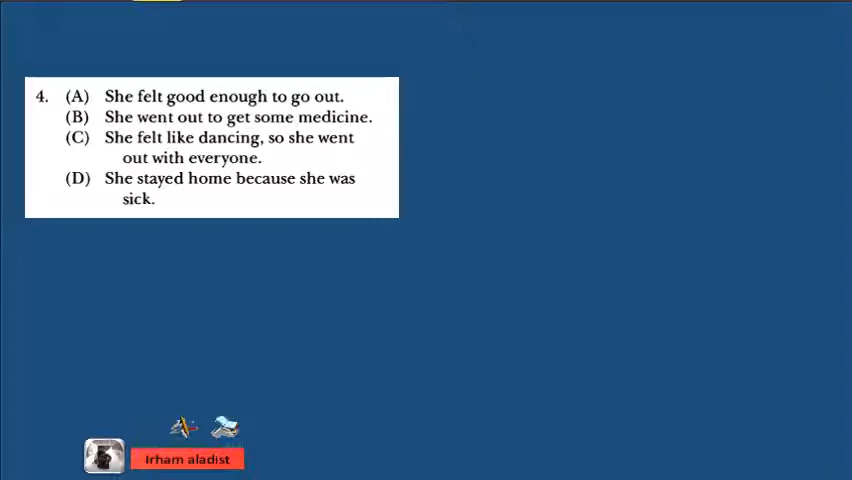 4. (A) She felt good enough to go out.
(B) She went out to get some medicine.
(C) She felt like dancing, so she went
out with everyone.
(D) She stayed home because she was
sick.
Irham aladist